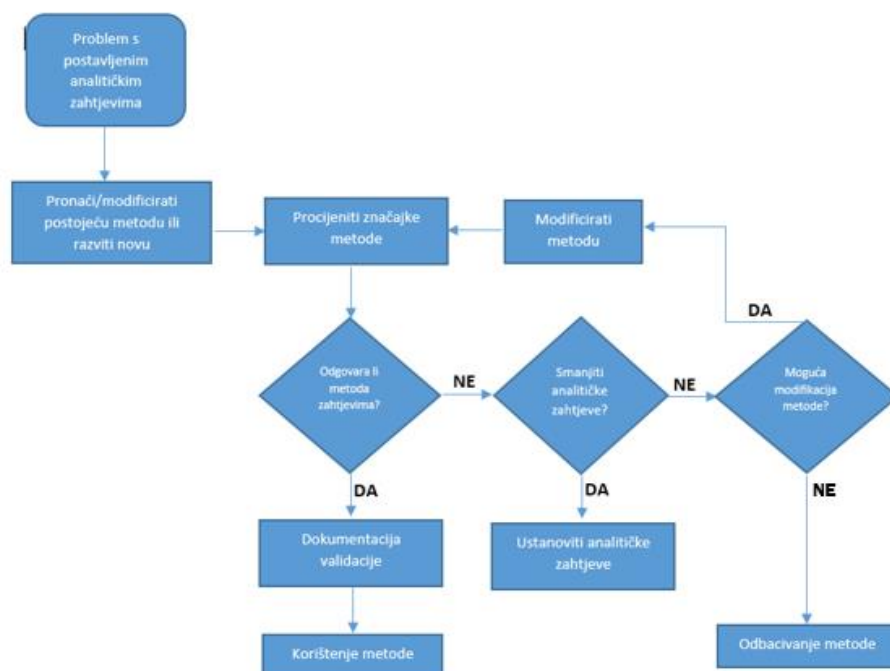 Problem s
postavljenim
analitičkim
zahtjevima
Pronaći/modificirati
postojeću metodu ili
razviti novu
Procijeniti značajke
metode
Modificirati
metodu
DA
Odgovara li
metoda
zahtjevima?
NE
Smanjiti
analitičke
zahtjeve?
NE
Moguća
modifikacija
metode?
DA
DA
NE
Dokumentacija
validacije
Ustanoviti analitičke
zahtjeve
Korištenje metode
Odbacivanje metode